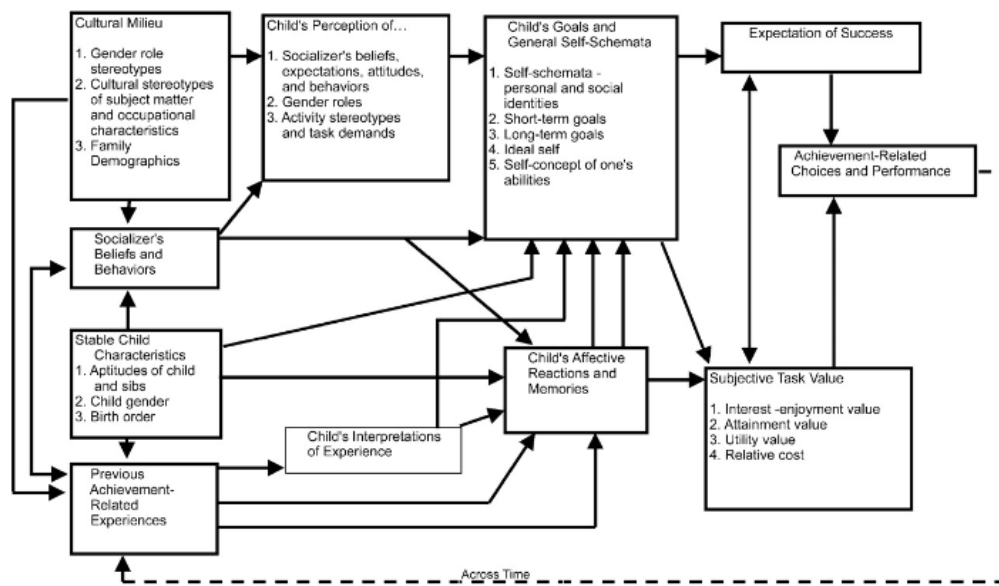 Cultural Milieu
1. Gender role
stereotypes
2. Cultural stereotypes
of subject matter
and occupational
characteristics
3. Family
Demographics
Child's Perception of…
1. Socializer's beliefs,
expectations, attitudes,
and behaviors
2. Gender roles
3. Activity stereotypes
and task demands
Child's Goals and
General Self-Schemata
1. Self-schemata -
personal and social
identities
2. Short-term goals
3. Long-term goals
4. Ideal self
5. Self-concept of one's
abilities
Expectation of Success
Achievement-Related
Choices and Performance
Socializer's
Beliefs and
Behaviors
Stable Child
Characteristics
1. Aptitudes of child
and sibs
2. Child gender
3. Birth order
Child's Affective
Reactions and
Memories
Subjective Task Value
1. Interest -enjoyment value
2. Attainment value
3. Utility value
4. Relative cost
Child's Interpretations
of Experience
Previous
Achievement-
Related
Experiences
Across Time